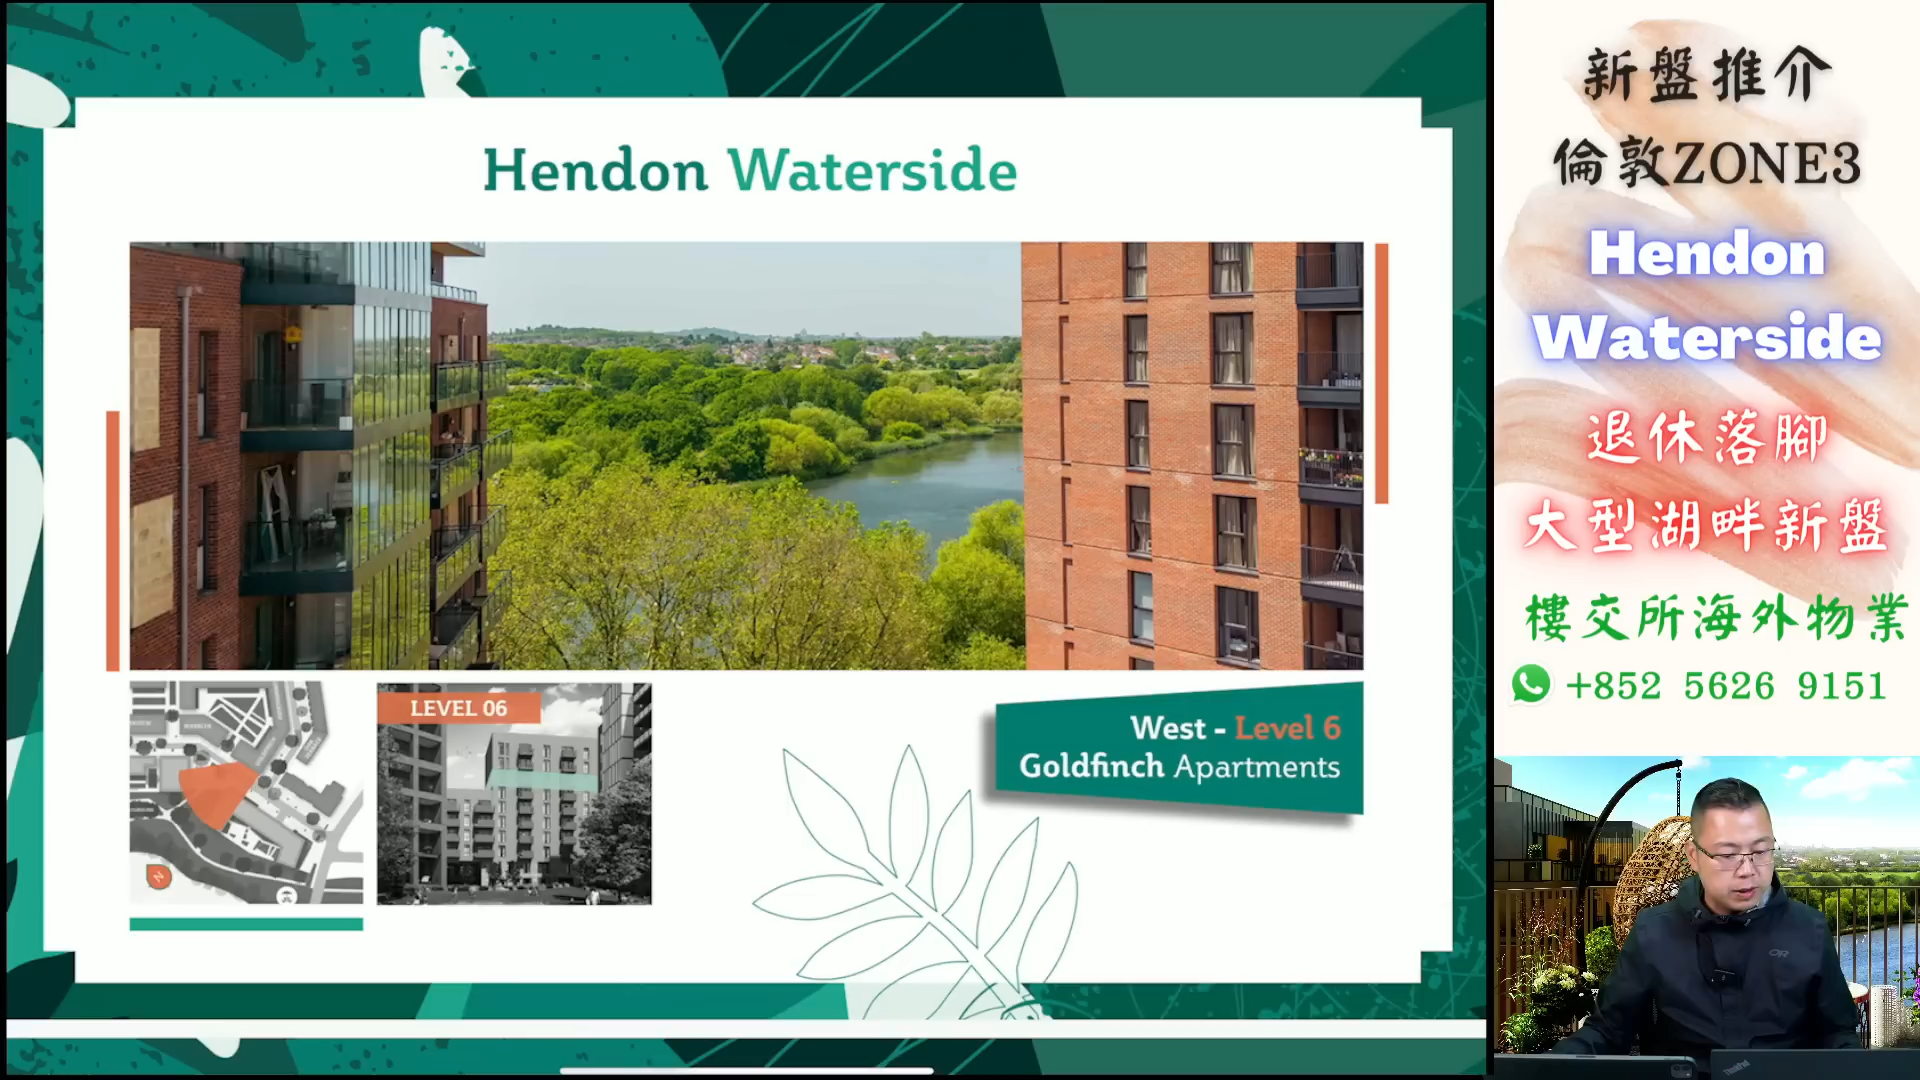 Hendon Waterside
LEVEL 06
West - Level 6
Goldfinch Apartments
N
新盤推介
倫敦ZONE3
Hendon
Waterside
退休落腳
大型湖畔新盤
樓交所海外物業
+852 5626 9151
OR
ThinkPad